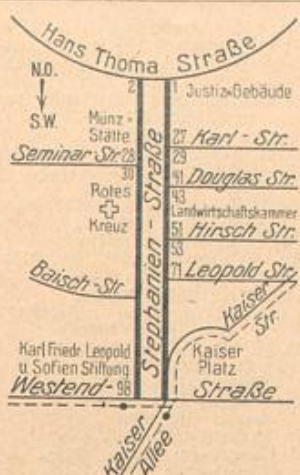 Hans Thoma Straße
N.O.
S.W.
2
1
Justiz=Gebäude
Münz-
Stätte
27 Karl - Str.
Seminar Str. 28
29
30
41 Douglas Str.
Rotes
Kreuz
43
Landwirtschaftskammer
51 Hirsch Str.
53
71 Leopold Str.
Baisch-Str
Stephanien - Straße
Kaiser
Str.
Karl Friedr. Leopold
u. Sofien Stiftung
Kaiser
Platz
Westend - 98
Straße
Kaiser
Allee